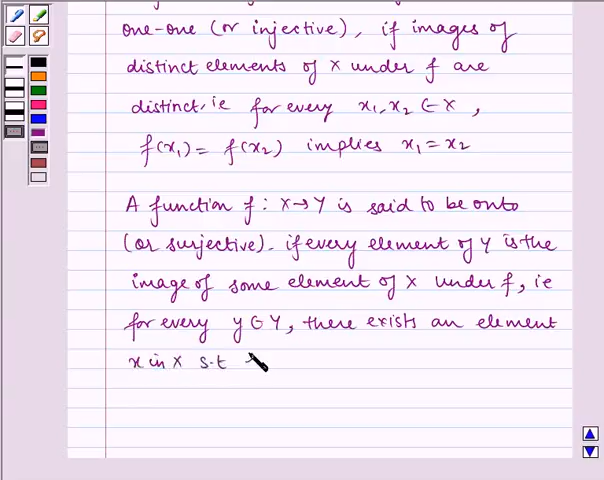 one-one (or injective), if images of
distinct elements of X under f are
distinct, ie for every x1, x2 ∈ X,
f(x1) = f(x2) implies x1 = x2
A function f : X→Y is said to be onto
(or surjective). if every element of Y is the
image of some element of X under f, ie
for every y ∈ Y, there exists an element
x in X s.t